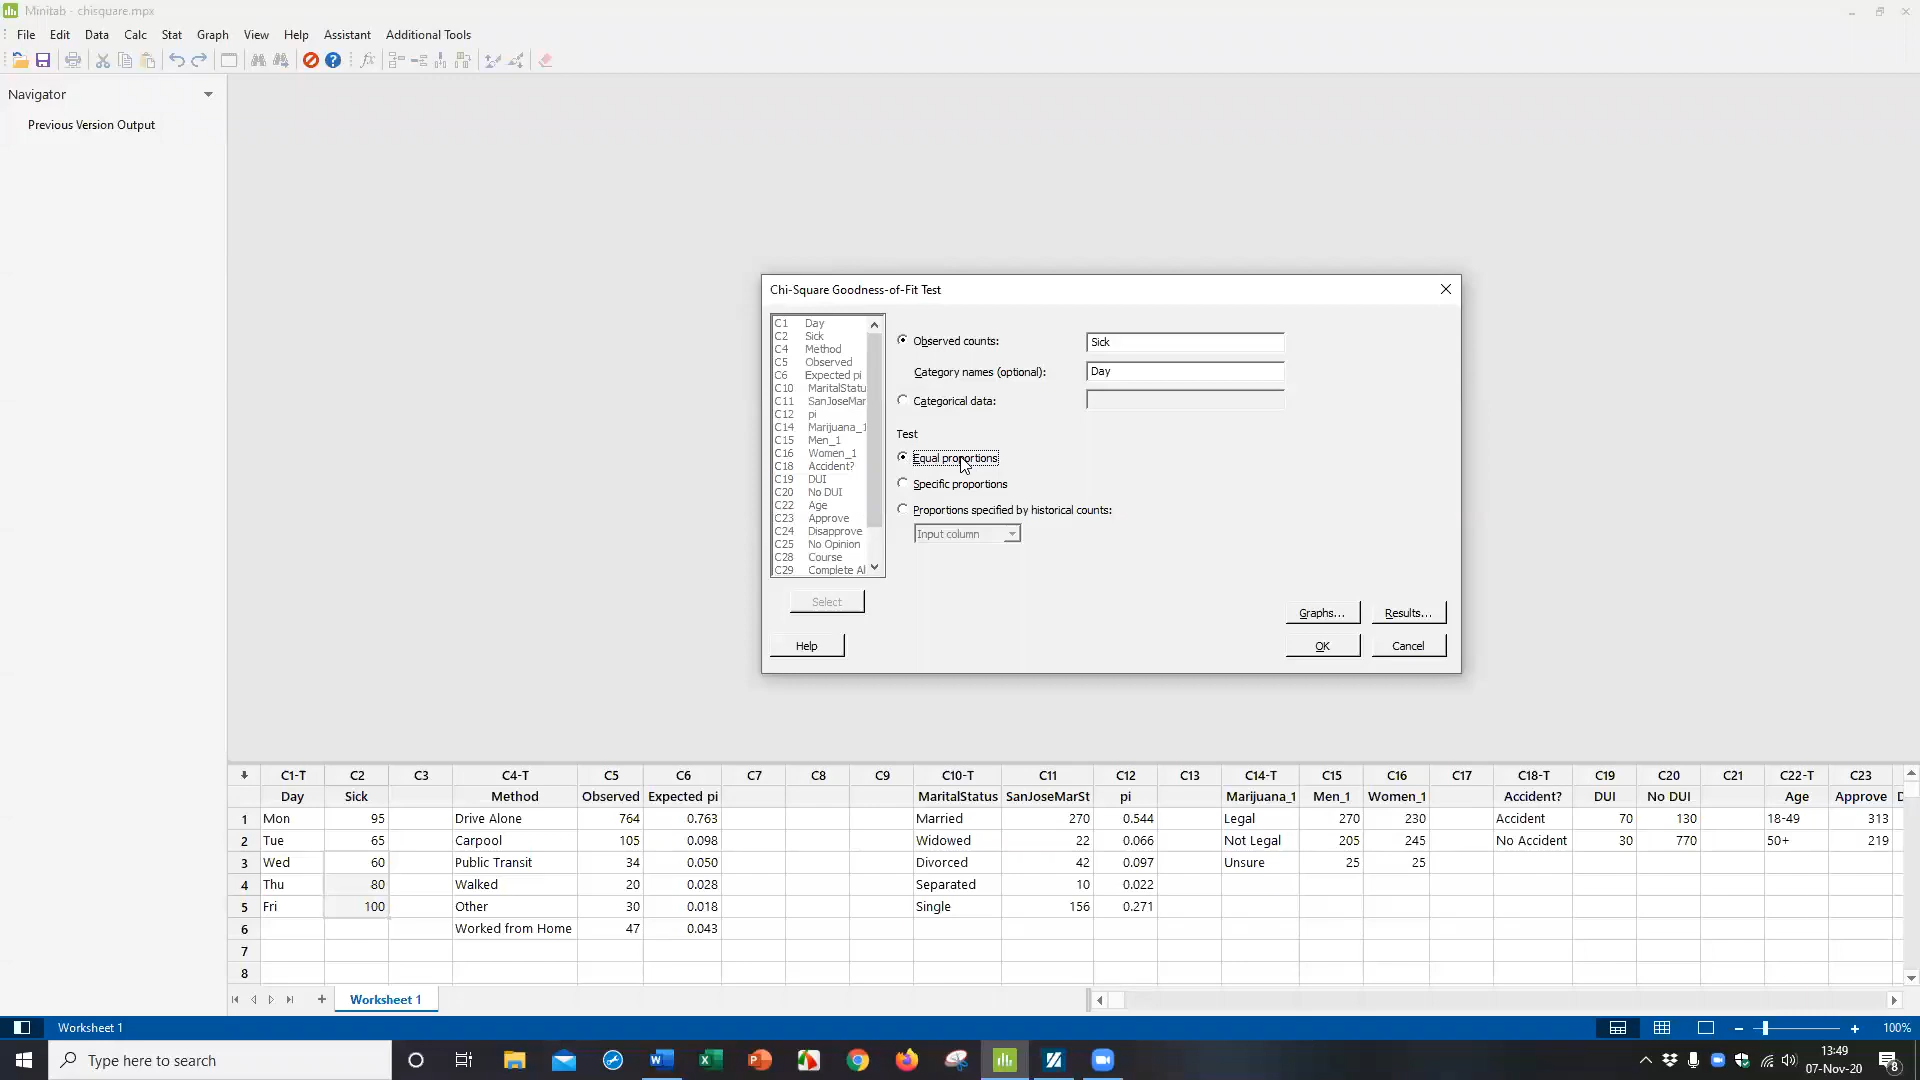 Minitab - chisquare.mpx
File Edit Data Calc Stat Graph View Help Assistant Additional Tools
Navigator
Previous Version Output
Chi-Square Goodness-of-Fit Test
C1 Day
C2 Sick
C4 Method
C5 Observed
C6 Expected pi
C10 MaritalStatu
C11 SanJoseMar
C12 pi
C14 Marijuana_1
C15 Men_1
C16 Women_1
C18 Accident?
C19 DUI
C20 No DUI
C22 Age
C23 Approve
C24 Disapprove
C25 No Opinion
C28 Course
C29 Complete Al
Observed counts: Sick
Category names (optional): Day
Categorical data:
Test
Equal proportions
Specific proportions
Proportions specified by historical counts:
Input column
Select
Graphs... Results...
Help OK Cancel
C1-T C2 C3 C4-T C5 C6 C7 C8 C9 C10-T C11 C12 C13 C14-T C15 C16 C17 C18-T C19 C20 C21 C22-T C23
Day Sick Method Observed Expected pi MaritalStatus SanJoseMarSt pi Marijuana_1 Men_1 Women_1 Accident? DUI No DUI Age Approve D
1 Mon 95 Drive Alone 764 0.763 Married 270 0.544 Legal 270 230 Accident 70 130 18-49 313
2 Tue 65 Carpool 105 0.098 Widowed 22 0.066 Not Legal 205 245 No Accident 30 770 50+ 219
3 Wed 60 Public Transit 34 0.050 Divorced 42 0.097 Unsure 25 25
4 Thu 80 Walked 20 0.028 Separated 10 0.022
5 Fri 100 Other 30 0.018 Single 156 0.271
6 Worked from Home 47 0.043
7
8
Worksheet 1
Worksheet 1 100%
Type here to search
13:49
07-Nov-20
8